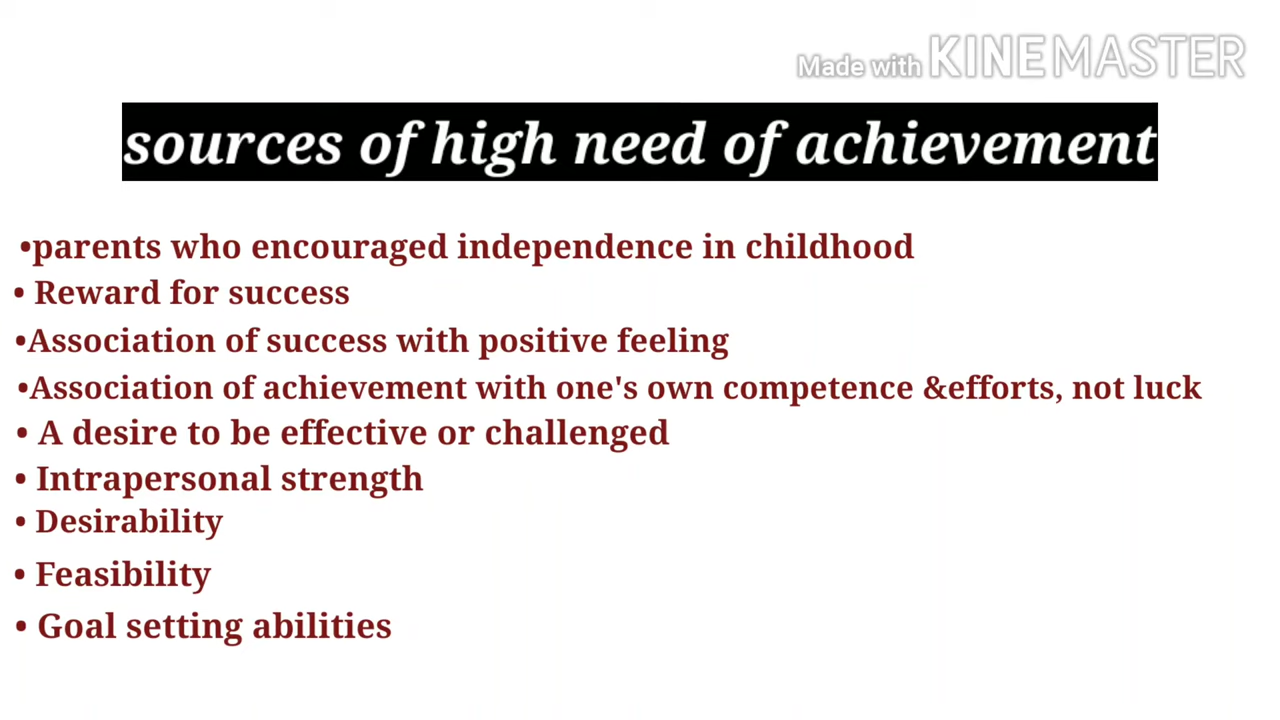 Made with KINEMASTER
sources of high need of achievement
•parents who encouraged independence in childhood
• Reward for success
•Association of success with positive feeling
•Association of achievement with one's own competence &efforts, not luck
• A desire to be effective or challenged
• Intrapersonal strength
• Desirability
• Feasibility
• Goal setting abilities